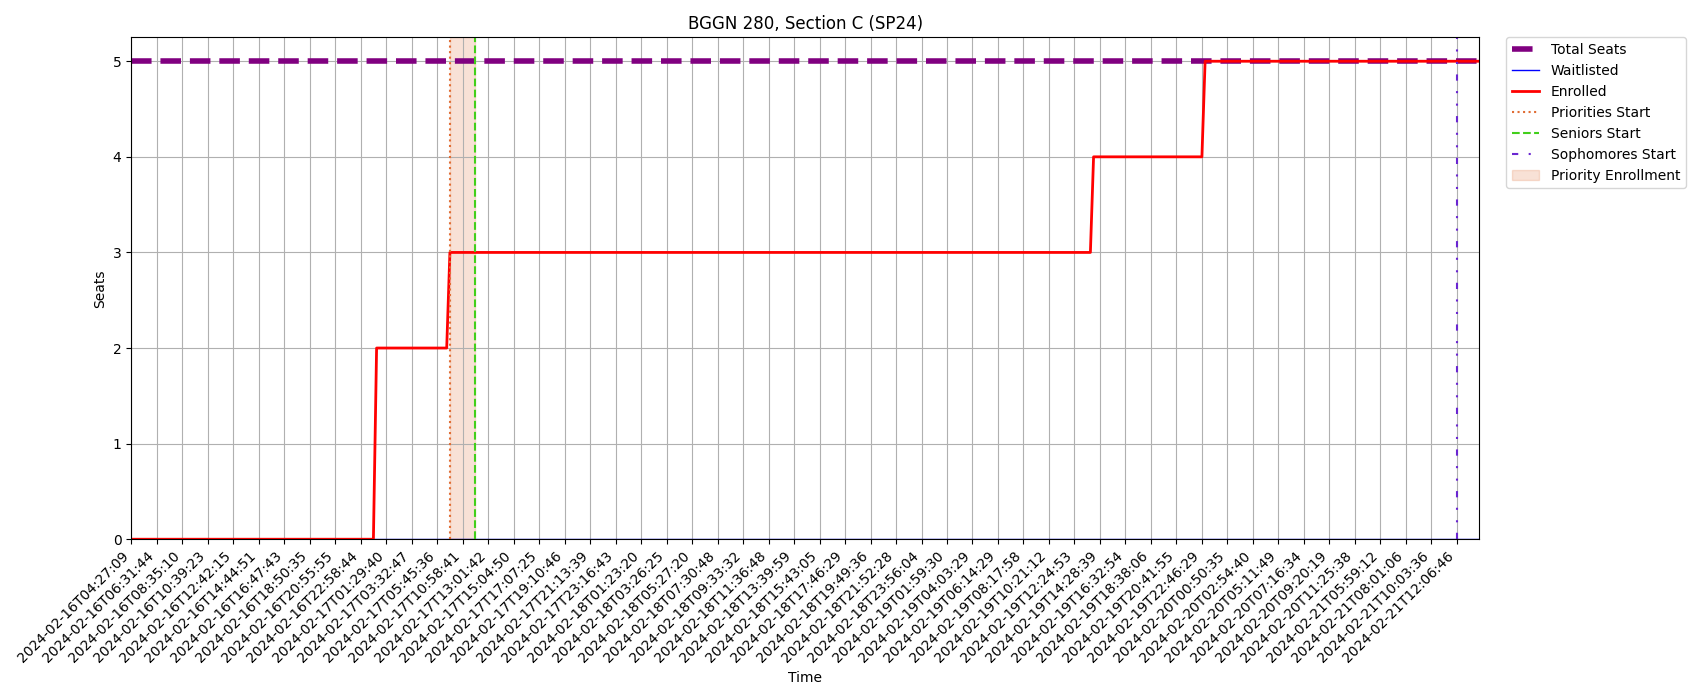 BGGN 280, Section C (SP24)
Total Seats
Waitlisted
Enrolled
Priorities Start
Seniors Start
Sophomores Start
Priority Enrollment
Seats
5
4
3
2
1
0
2024-02-16T04:27:09
2024-02-16T06:31:44
2024-02-16T08:35:10
2024-02-16T10:39:23
2024-02-16T12:42:15
2024-02-16T14:44:51
2024-02-16T16:47:43
2024-02-16T18:50:35
2024-02-16T20:55:55
2024-02-16T22:58:44
2024-02-17T01:29:40
2024-02-17T03:32:47
2024-02-17T05:45:36
2024-02-17T10:58:41
2024-02-17T13:01:42
2024-02-17T15:04:50
2024-02-17T17:07:25
2024-02-17T19:10:46
2024-02-17T21:13:39
2024-02-17T23:16:43
2024-02-18T01:23:20
2024-02-18T03:26:25
2024-02-18T05:27:20
2024-02-18T07:30:48
2024-02-18T09:33:32
2024-02-18T11:36:48
2024-02-18T13:39:59
2024-02-18T15:43:05
2024-02-18T17:46:29
2024-02-18T19:49:36
2024-02-18T21:52:28
2024-02-18T23:56:04
2024-02-19T01:59:30
2024-02-19T04:03:29
2024-02-19T06:14:29
2024-02-19T08:17:58
2024-02-19T10:21:12
2024-02-19T12:24:53
2024-02-19T14:28:39
2024-02-19T16:32:54
2024-02-19T18:38:06
2024-02-19T20:41:55
2024-02-19T22:46:29
2024-02-20T00:50:35
2024-02-20T02:54:40
2024-02-20T05:11:49
2024-02-20T07:16:34
2024-02-20T09:20:19
2024-02-20T11:25:38
2024-02-21T05:59:12
2024-02-21T08:01:06
2024-02-21T10:03:36
2024-02-21T12:06:46
Time